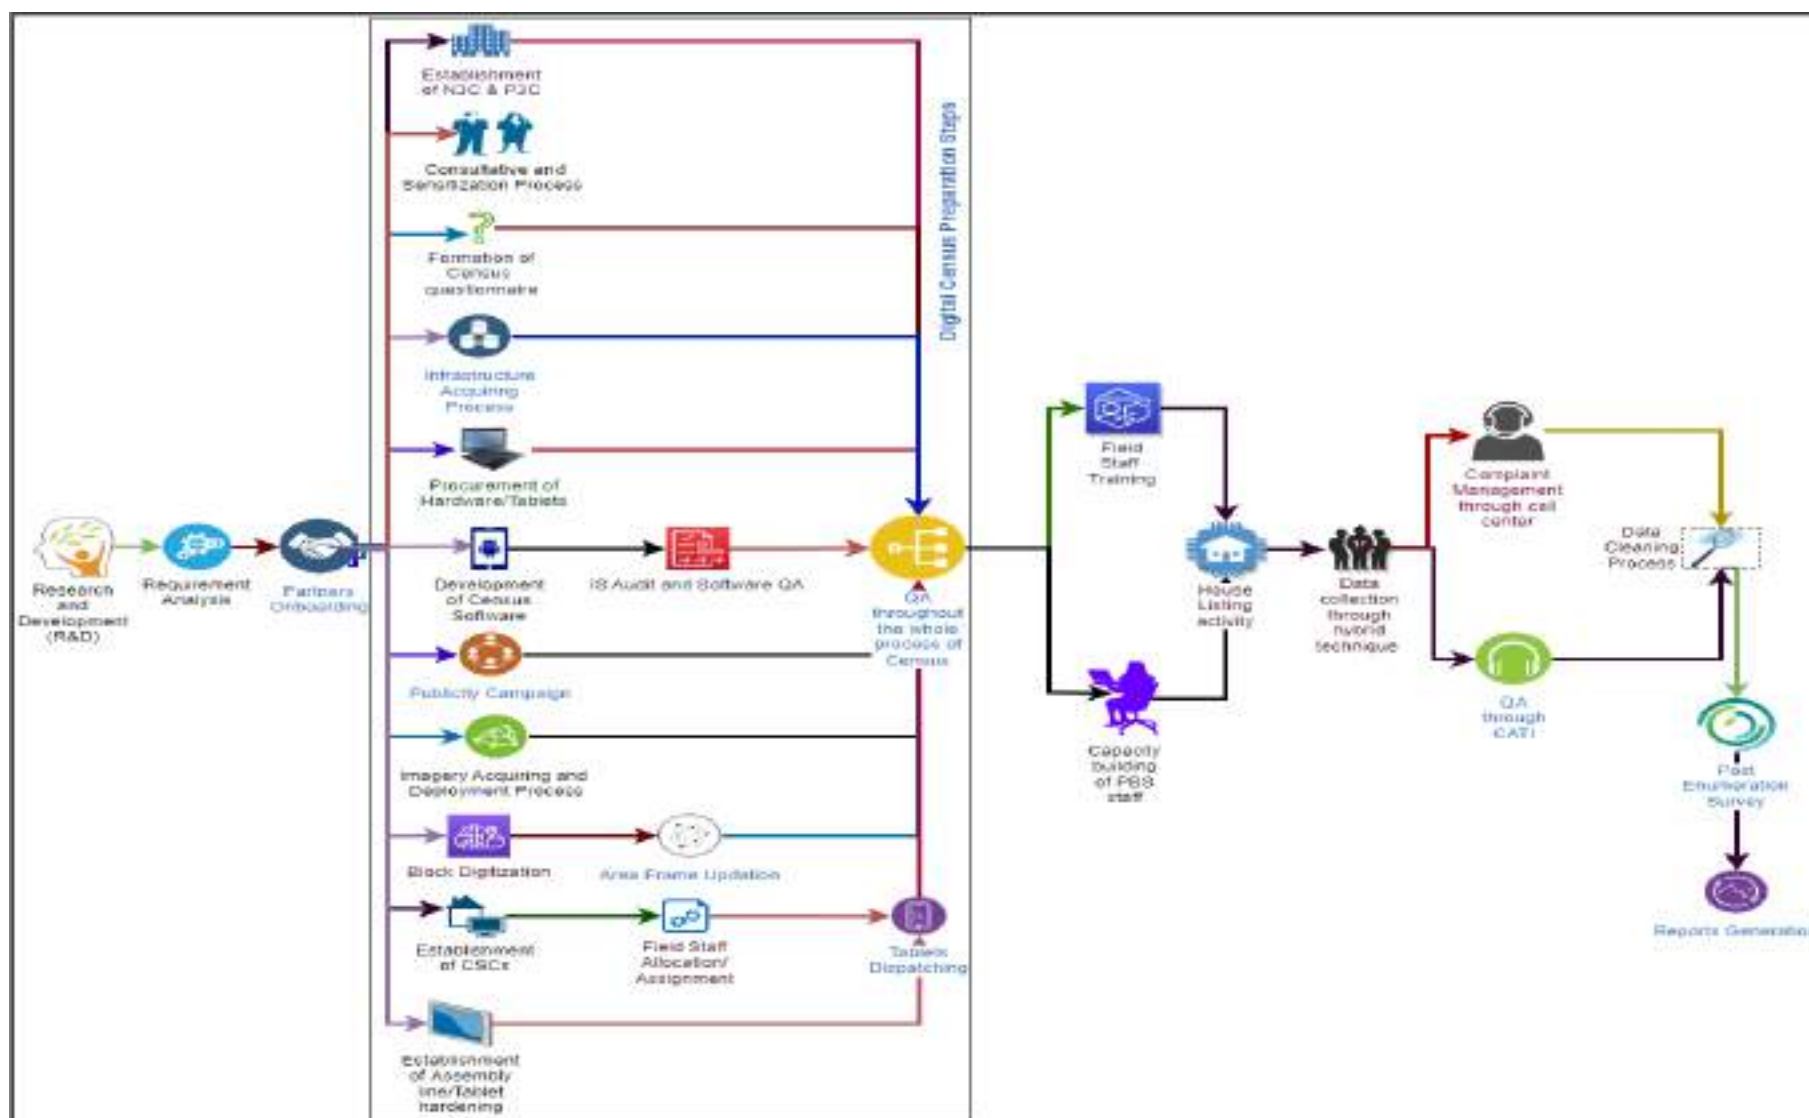 Research
and
Development
(R&D)
Requirement
Analysis
Partners
Onboarding
Establishment
of N3C & P3C
Consultative and
Sensitization Process
Formation of
Census
questionnaire
Infrastructure
Acquiring
Process
Procurement of
Hardware/Tablets
Development
of Census
Software
IS Audit and Software QA
Publicity Campaign
Imagery Acquiring and
Deployment Process
Block Digitization
Area Frame Updation
Establishment
of CSCs
Field Staff
Allocation/
Assignment
Tablets
Dispatching
Establishment
of Assembly
line/Tablet
hardening
Digital Census Preparation Steps
QA
throughout
the whole
process of
Census
Field
Staff
Training
Capacity
building
of PBS
staff
House
Listing
activity
Data
collection
through
hybrid
technique
Complaint
Management
through call
center
QA
through
CATI
Data
Cleaning
Process
Post
Enumeration
Survey
Reports Generation